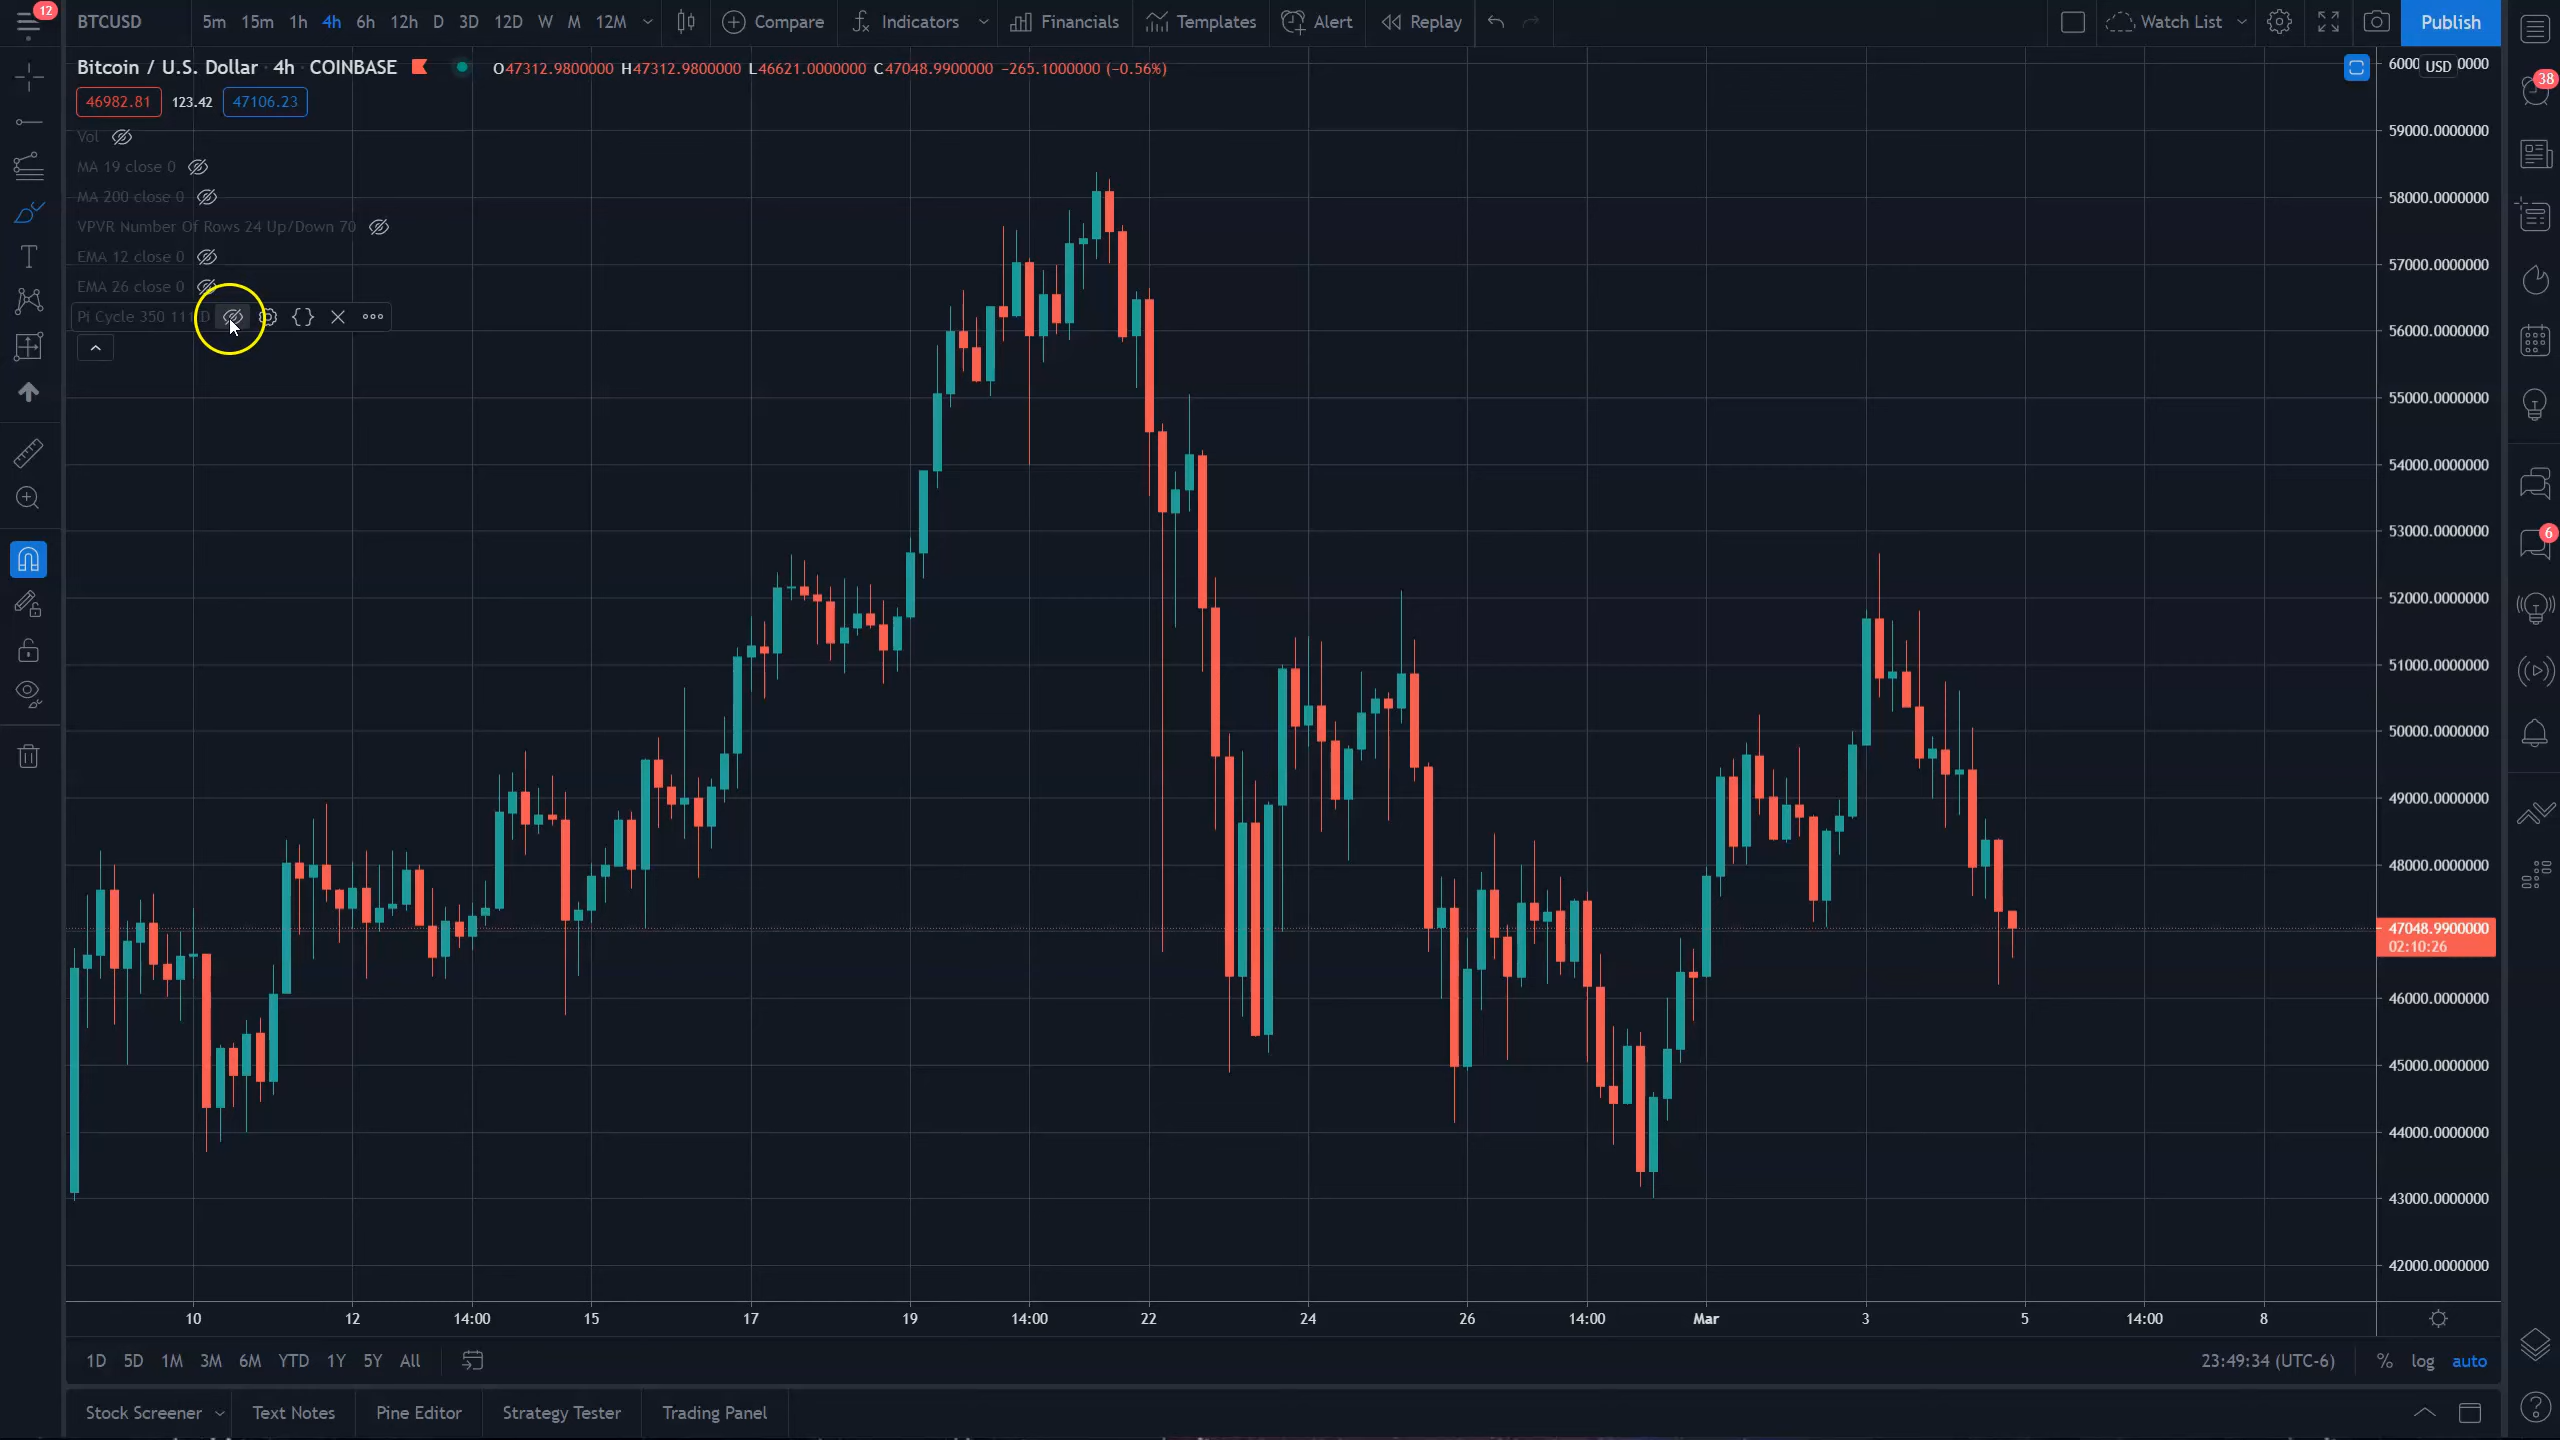 12
BTCUSD 5m 15m 1h 4h 6h 12h D 3D 12D W M 12M Compare Indicators Financials Templates Alert Replay Watch List Publish
Bitcoin / U.S. Dollar · 4h · COINBASE O47312.9800000 H47312.9800000 L46621.0000000 C47048.9900000 −265.1000000 (−0.56%)
46982.81 123.42 47106.23
Vol
MA 19 close 0
MA 200 close 0
VPVR Number Of Rows 24 Up/Down 70
EMA 12 close 0
EMA 26 close 0
PI Cycle 350 111 D {}
USD
59000.0000000
58000.0000000
57000.0000000
56000.0000000
55000.0000000
54000.0000000
53000.0000000
52000.0000000
51000.0000000
50000.0000000
49000.0000000
48000.0000000
47048.9900000
02:10:26
46000.0000000
45000.0000000
44000.0000000
43000.0000000
42000.0000000
38
6
10 12 14:00 15 17 19 14:00 22 24 26 14:00 Mar 3 5 14:00 8
1D 5D 1M 3M 6M YTD 1Y 5Y All 23:49:34 (UTC-6) % log auto
Stock Screener Text Notes Pine Editor Strategy Tester Trading Panel